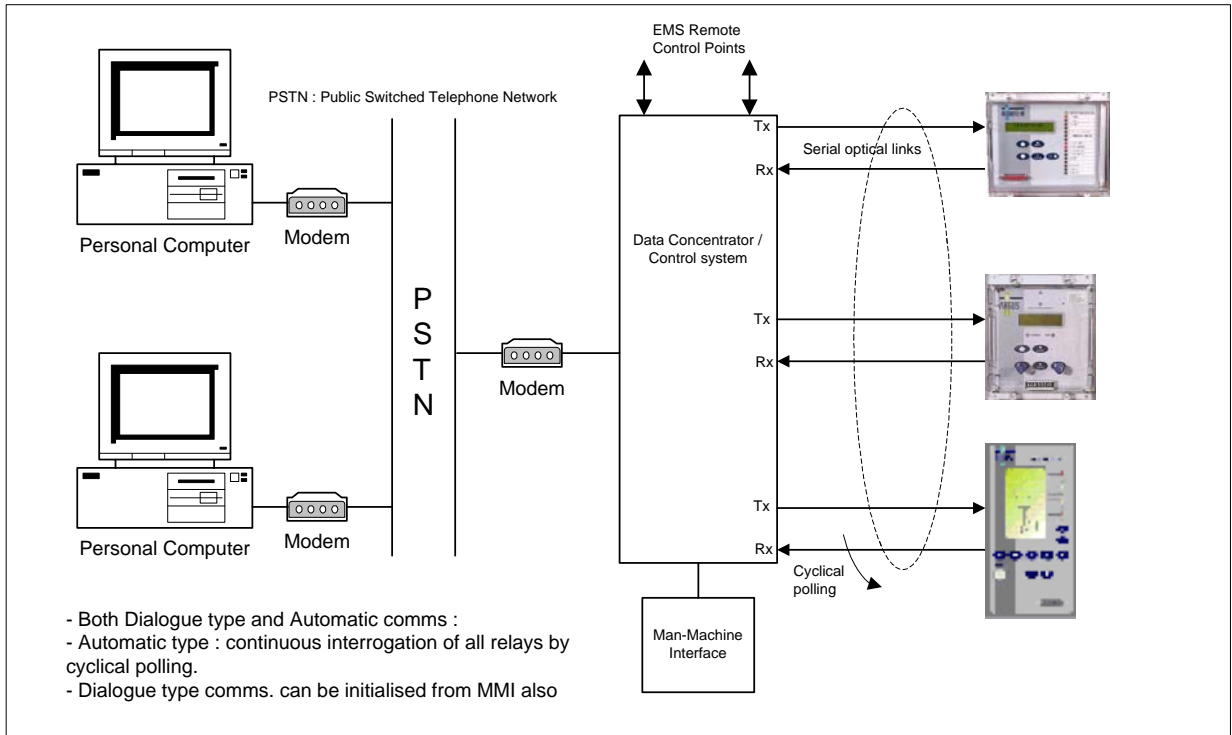 EMS Remote
Control Points
PSTN : Public Switched Telephone Network
Tx
Serial optical links
Rx
Personal Computer
Modem
Data Concentrator /
Control system
P
S
T
N
Tx
Rx
Modem
ARGUS
Personal Computer
Modem
Tx
Rx
Cyclical
polling
Man-Machine
Interface
- Both Dialogue type and Automatic comms :
- Automatic type : continuous interrogation of all relays by
cyclical polling.
- Dialogue type comms. can be initialised from MMI also